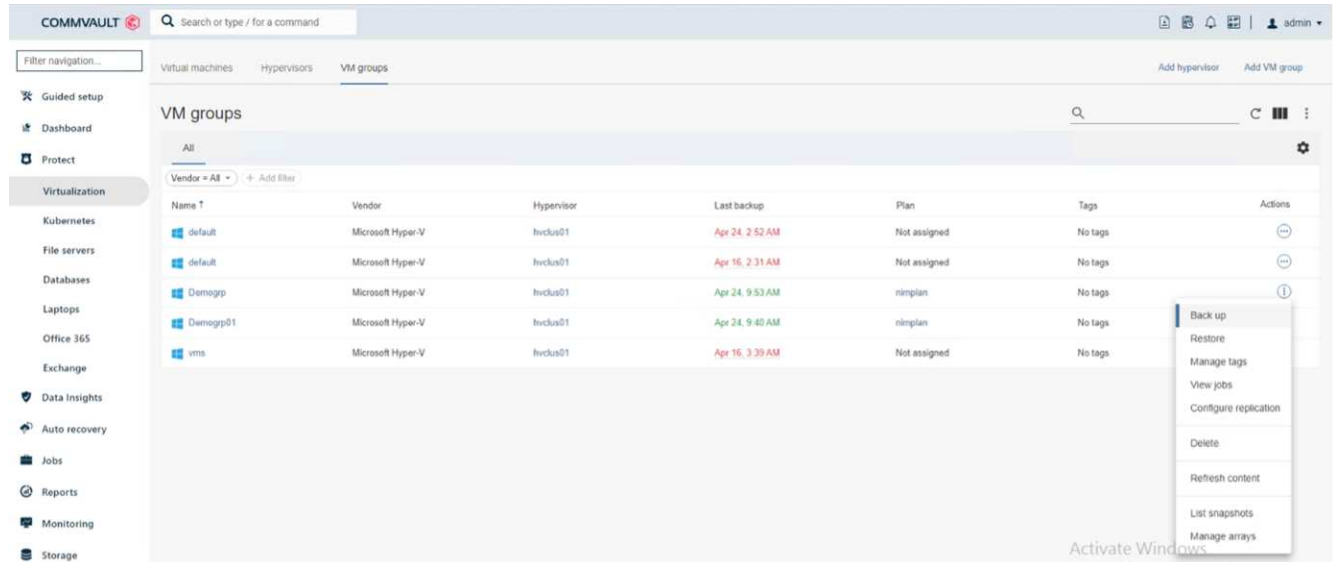 COMMVAULT Search or type / for a command admin
Filter navigation...
Virtual machines Hypervisors VM groups Add hypervisor Add VM group
Guided setup
Dashboard
Protect
Virtualization
Kubernetes
File servers
Databases
Laptops
Office 365
Exchange
Data Insights
Auto recovery
Jobs
Reports
Monitoring
Storage
VM groups
All
Vendor = All + Add filter
Name ↑ Vendor Hypervisor Last backup Plan Tags Actions
default Microsoft Hyper-V hvclus01 Apr 24, 2:52 AM Not assigned No tags
default Microsoft Hyper-V hvclus01 Apr 16, 2:31 AM Not assigned No tags
Demogrp Microsoft Hyper-V hvclus01 Apr 24, 9:53 AM nimplan No tags
Demogrp01 Microsoft Hyper-V hvclus01 Apr 24, 9:40 AM nimplan No tags
vms Microsoft Hyper-V hvclus01 Apr 16, 3:39 AM Not assigned No tags
Back up
Restore
Manage tags
View jobs
Configure replication
Delete
Refresh content
List snapshots
Manage arrays
Activate Windows